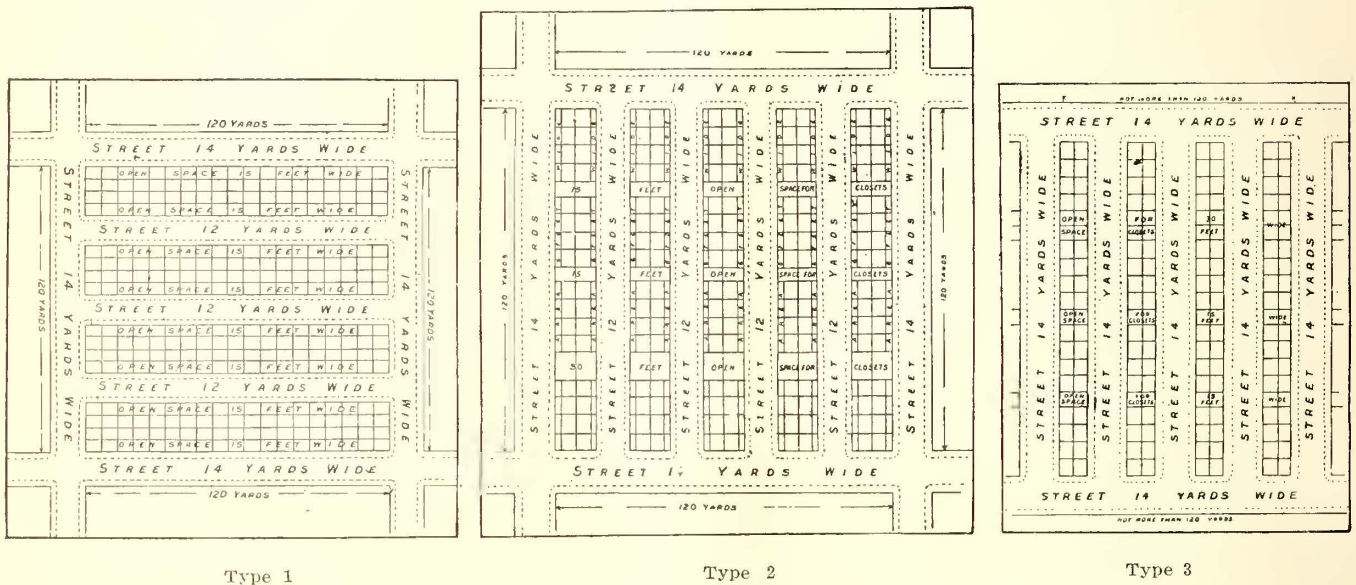 120 YARDS
STREET 14 YARDS WIDE
OPEN SPACE 15 FEET WIDE
OPEN SPACE 15 FEET WIDE
STREET 12 YARDS WIDE
OPEN SPACE 15 FEET WIDE
OPEN SPACE 15 FEET WIDE
STREET 12 YARDS WIDE
OPEN SPACE 15 FEET WIDE
OPEN SPACE 15 FEET WIDE
STREET 12 YARDS WIDE
OPEN SPACE 15 FEET WIDE
OPEN SPACE 15 FEET WIDE
STREET 14 YARDS WIDE
120 YARDS
120 YARDS
STREET 14 YARDS WIDE
STREET 14 YARDS WIDE
120 YARDS
Type 1
120 YARDS
STREET 14 YARDS WIDE
120 YARDS
STREET 14 YARDS WIDE
STREET 12 YARDS WIDE
STREET 12 YARDS WIDE
STREET 12 YARDS WIDE
STREET 12 YARDS WIDE
STREET 14 YARDS WIDE
120 YARDS
15 FEET OPEN SPACE FOR CLOSETS
15 FEET OPEN SPACE FOR CLOSETS
30 FEET OPEN SPACE FOR CLOSETS
STREET YARDS WIDE
120 YARDS
Type 2
NOT MORE THAN 120 YARDS
STREET 14 YARDS WIDE
STREET 14 YARDS WIDE
STREET 14 YARDS WIDE
STREET 14 YARDS WIDE
STREET 14 YARDS WIDE
STREET 14 YARDS WIDE
OPEN FOR 30 WIDE
SPACE CLOSETS FEET
OPEN FOR 15 WIDE
SPACE CLOSETS FEET
OPEN FOR 15 WIDE
SPACE CLOSETS FEET
STREET 14 YARDS WIDE
NOT MORE THAN 120 YARDS
Type 3